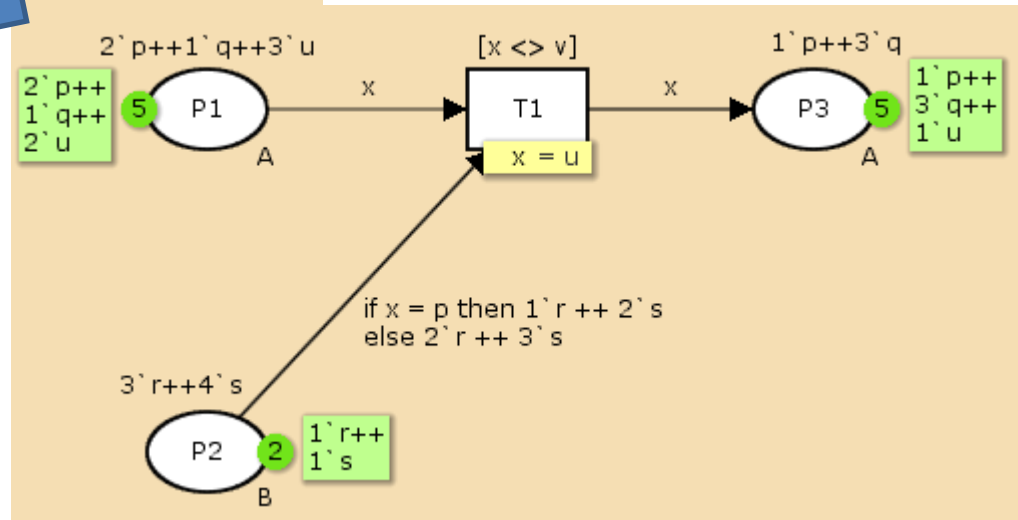 2`p++1`q++3`u
[x <> v]
1`p++3`q
2`p++
1`q++
2`u
5
P1
A
x
T1
x = u
x
P3
5
A
1`p++
3`q++
1`u
if x = p then 1`r ++ 2`s
else 2`r ++ 3`s
3`r++4`s
P2
2
B
1`r++
1`s